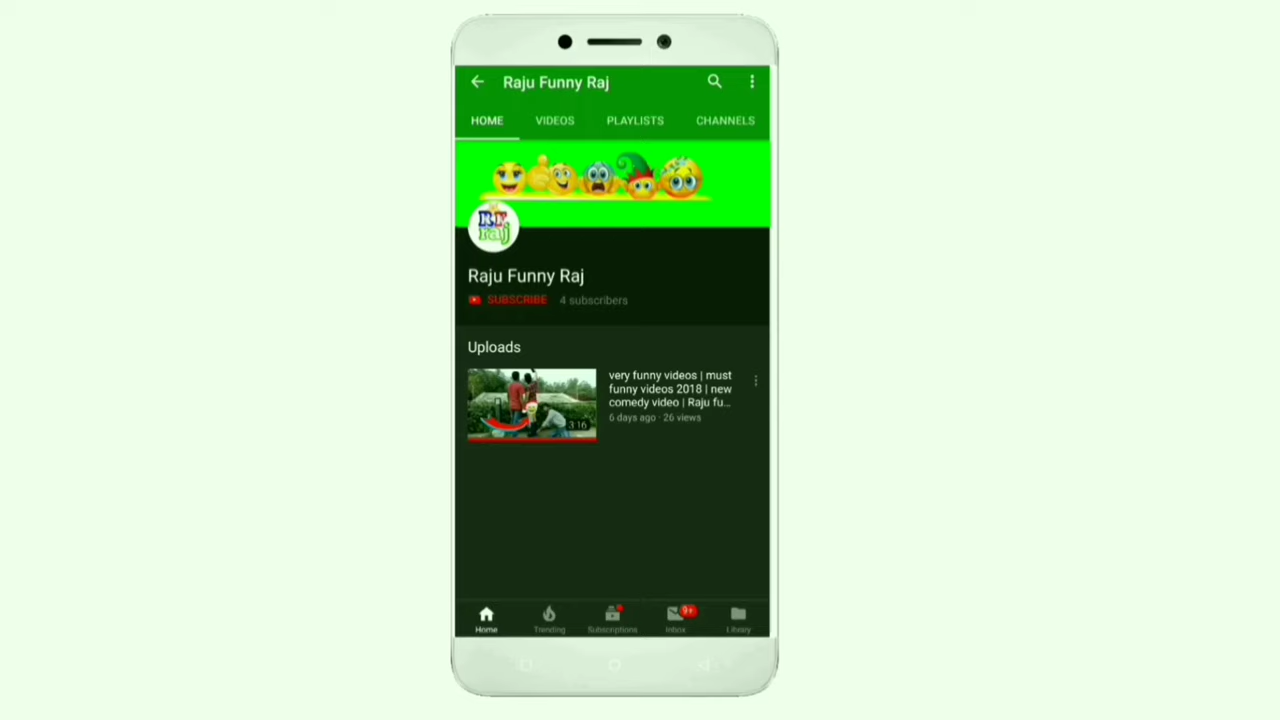 Raju Funny Raj
HOME VIDEOS PLAYLISTS CHANNELS
raj
Raju Funny Raj
SUBSCRIBE 4 subscribers
Uploads
very funny videos | must
funny videos 2018 | new
comedy video | Raju fu...
6 days ago · 26 views
3:16
9+
Home Trending Subscriptions Inbox Library